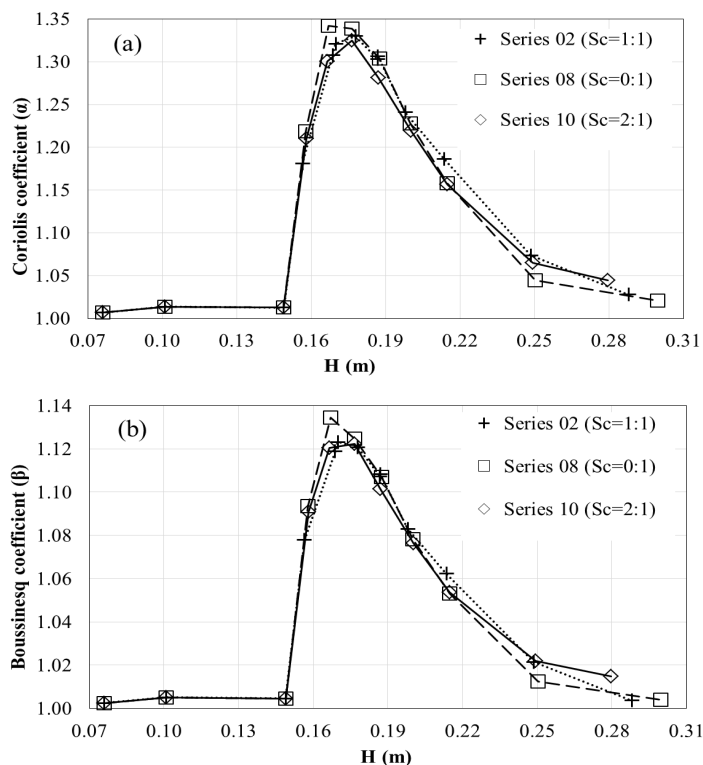 (a)
Coriolis coefficient (α)
1.35
1.30
1.25
1.20
1.15
1.10
1.05
1.00
Series 02 (Sc=1:1)
Series 08 (Sc=0:1)
Series 10 (Sc=2:1)
0.07 0.10 0.13 0.16 0.19 0.22 0.25 0.28 0.31
H (m)
(b)
Boussinesq coefficient (β)
1.14
1.12
1.10
1.08
1.06
1.04
1.02
1.00
Series 02 (Sc=1:1)
Series 08 (Sc=0:1)
Series 10 (Sc=2:1)
0.07 0.10 0.13 0.16 0.19 0.22 0.25 0.28 0.31
H (m)